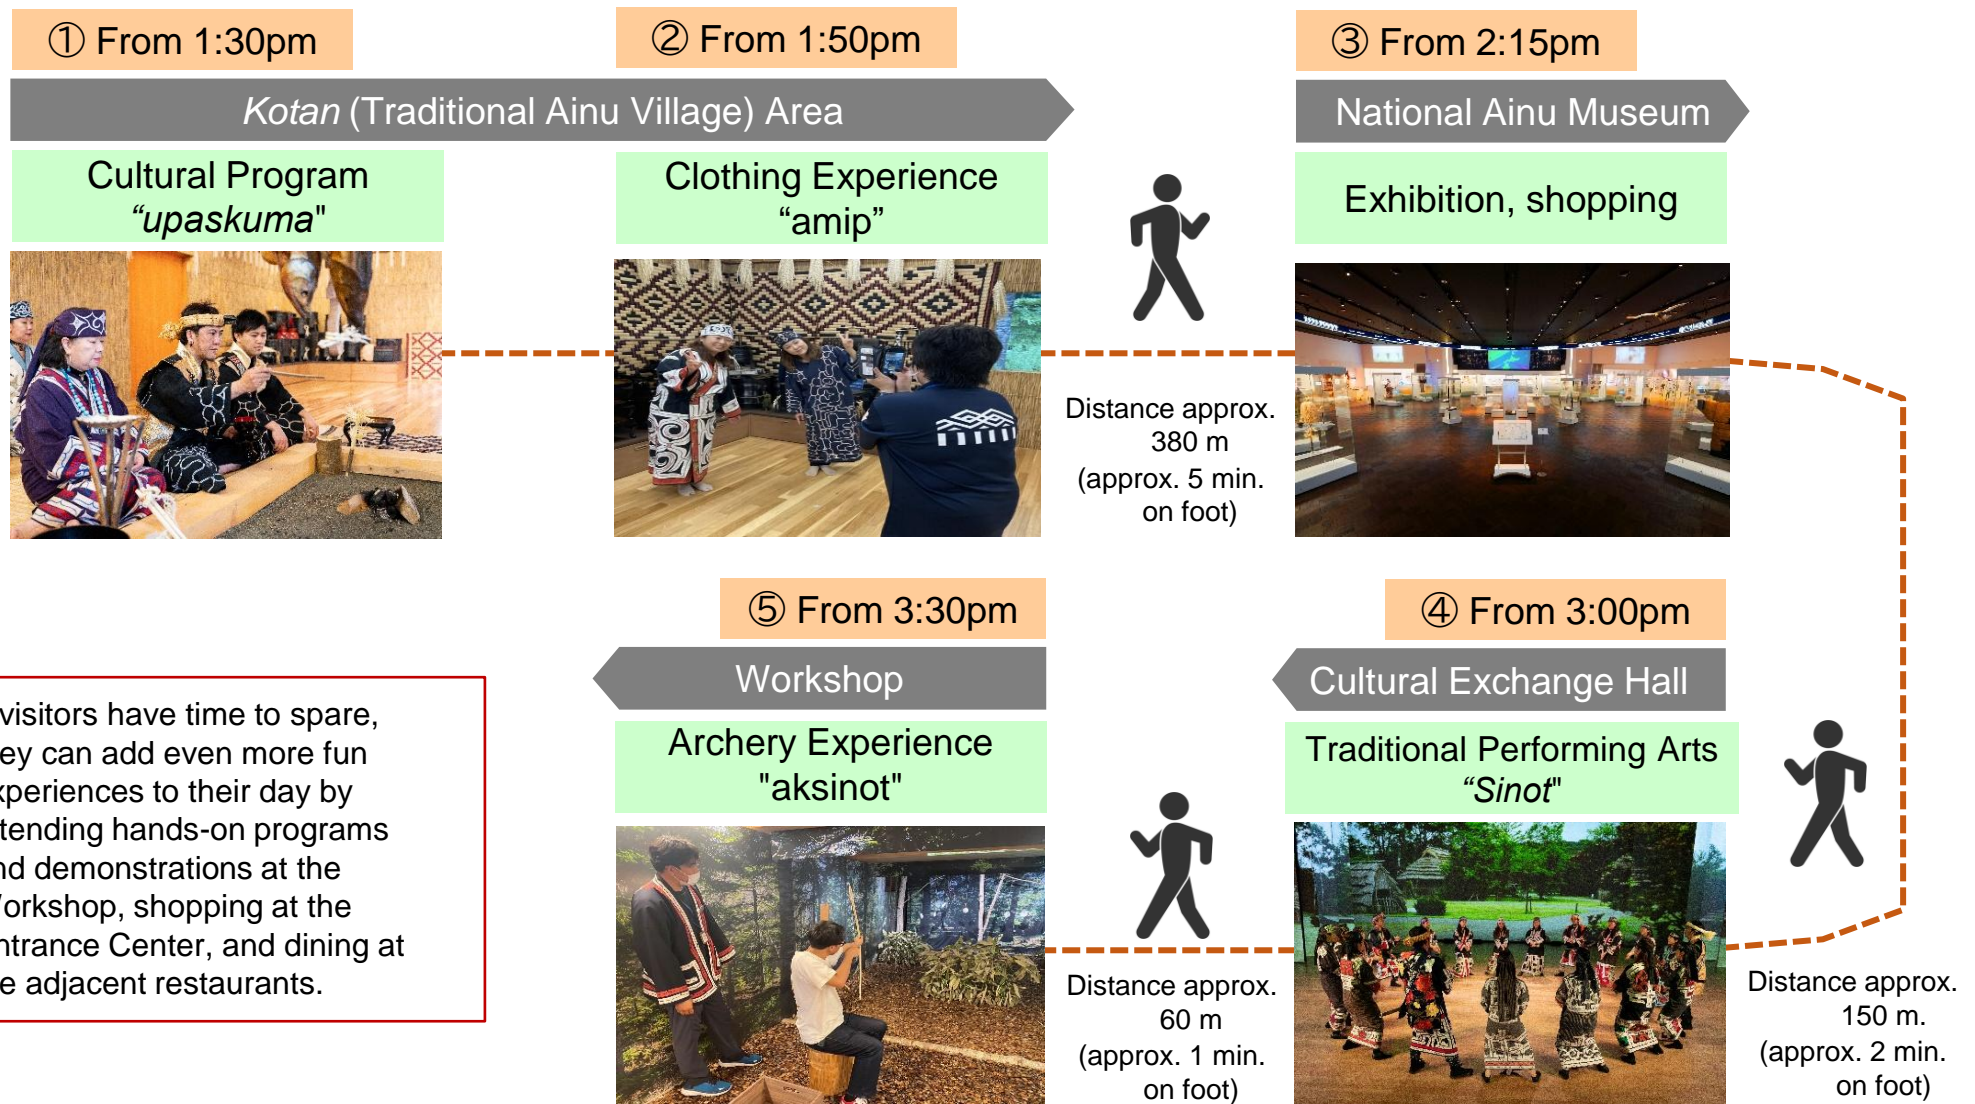 ① From 1:30pm
② From 1:50pm
③ From 2:15pm
Kotan (Traditional Ainu Village) Area
National Ainu Museum
Cultural Program
“upaskuma"
Clothing Experience
“amip”
Exhibition, shopping
Distance approx.
380 m
(approx. 5 min.
on foot)
⑤ From 3:30pm
④ From 3:00pm
Workshop
Cultural Exchange Hall
Archery Experience
"aksinot"
Traditional Performing Arts
“Sinot"
visitors have time to spare,
ey can add even more fun
xperiences to their day by
tending hands-on programs
nd demonstrations at the
orkshop, shopping at the
ntrance Center, and dining at
e adjacent restaurants.
Distance approx.
60 m
(approx. 1 min.
on foot)
Distance approx.
150 m.
(approx. 2 min.
on foot)